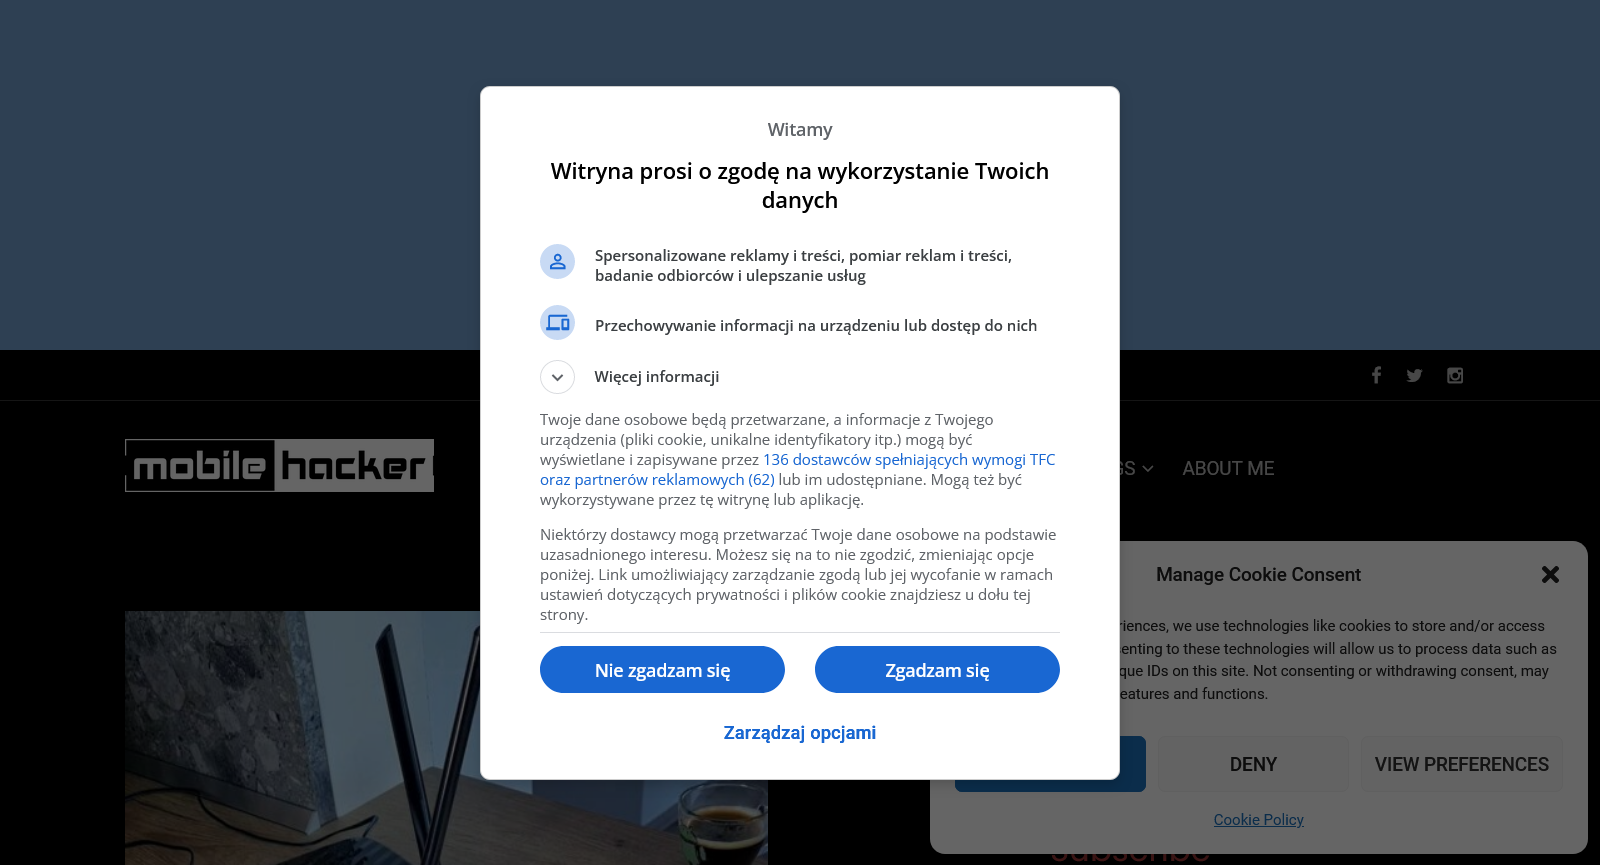 Witamy
Witryna prosi o zgodę na wykorzystanie Twoich
danych
Spersonalizowane reklamy i treści, pomiar reklam i treści,
badanie odbiorców i ulepszanie usług
Przechowywanie informacji na urządzeniu lub dostęp do nich
Więcej informacji
Twoje dane osobowe będą przetwarzane, a informacje z Twojego
urządzenia (pliki cookie, unikalne identyfikatory itp.) mogą być
wyświetlane i zapisywane przez 136 dostawców spełniających wymogi TFC
oraz partnerów reklamowych (62) lub im udostępniane. Mogą też być
wykorzystywane przez tę witrynę lub aplikację.
Niektórzy dostawcy mogą przetwarzać Twoje dane osobowe na podstawie
uzasadnionego interesu. Możesz się na to nie zgodzić, zmieniając opcje
poniżej. Link umożliwiający zarządzanie zgodą lub jej wycofanie w ramach
ustawień dotyczących prywatności i plików cookie znajdziesz u dołu tej
strony.
Nie zgadzam się
Zgadzam się
Zarządzaj opcjami
mobile hacker
GS
ABOUT ME
Manage Cookie Consent
riences, we use technologies like cookies to store and/or access
senting to these technologies will allow us to process data such as
que IDs on this site. Not consenting or withdrawing consent, may
eatures and functions.
DENY
VIEW PREFERENCES
Cookie Policy
Subscribe